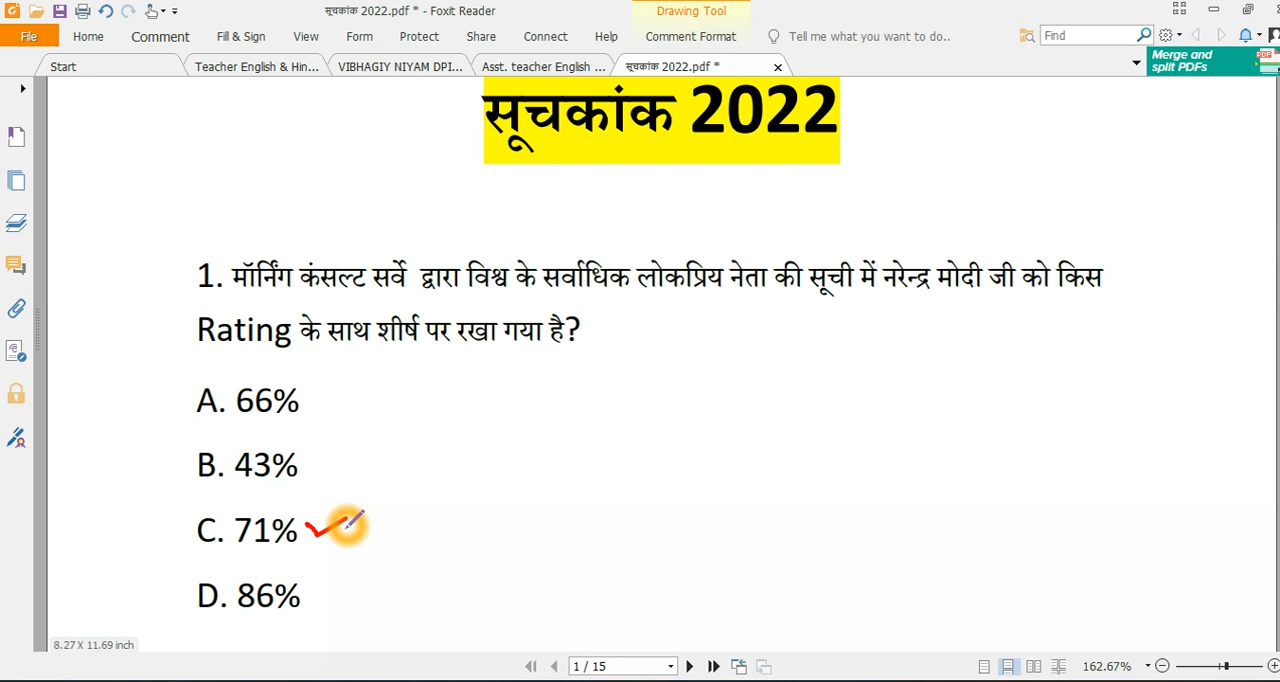 सूचकांक 2022.pdf * - Foxit Reader
Drawing Tool
File Home Comment Fill & Sign View Form Protect Share Connect Help Comment Format Tell me what you want to do.. Find
Start Teacher English & Hin... VIBHAGIY NIYAM DPI... Asst. teacher English ... सूचकांक 2022.pdf * Merge and split PDFs
सूचकांक 2022
1. मॉर्निंग कंसल्ट सर्वे द्वारा विश्व के सर्वाधिक लोकप्रिय नेता की सूची में नरेन्द्र मोदी जी को किस
Rating के साथ शीर्ष पर रखा गया है?
A. 66%
B. 43%
C. 71%
D. 86%
8.27 X 11.69 inch
1 / 15 162.67%